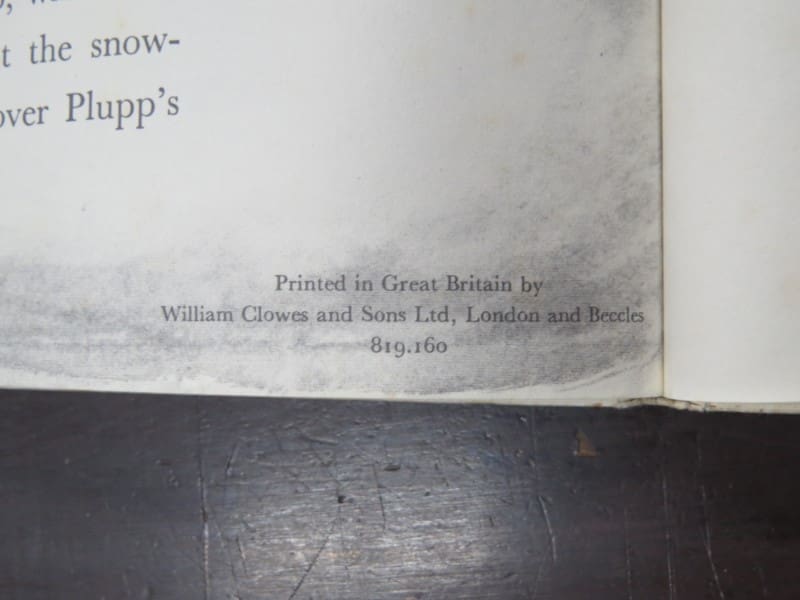 t the snow-
over Plupp's
Printed in Great Britain by
William Clowes and Sons Ltd, London and Beccles
819.160